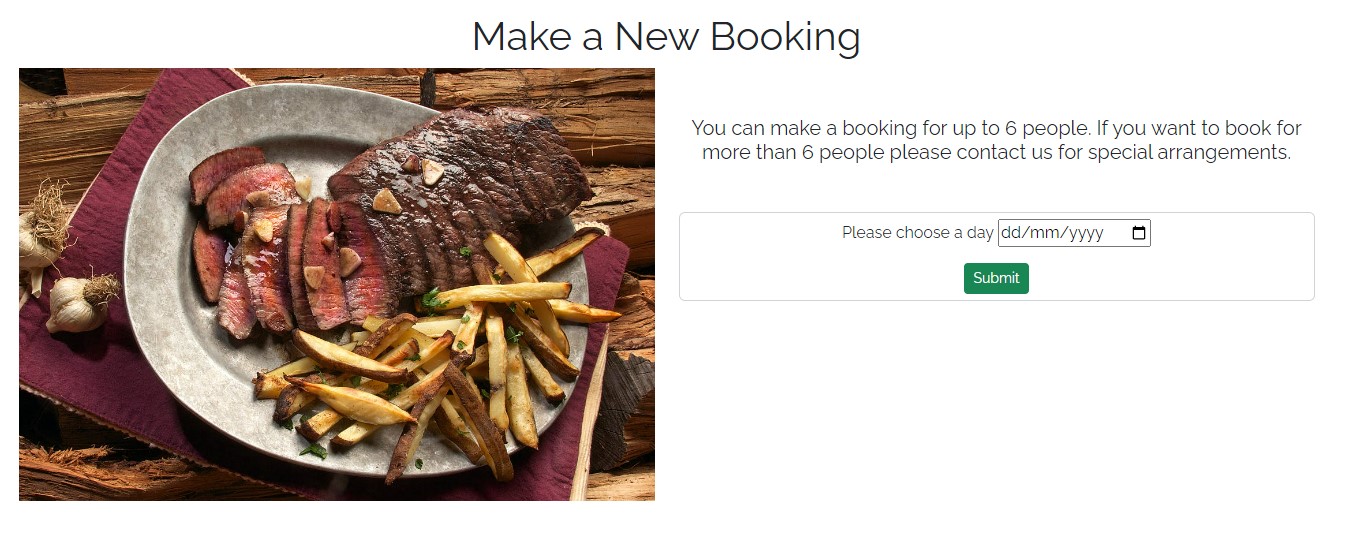 Make a New Booking
You can make a booking for up to 6 people. If you want to book for
more than 6 people please contact us for special arrangements.
Please choose a day dd/mm/yyyy
Submit